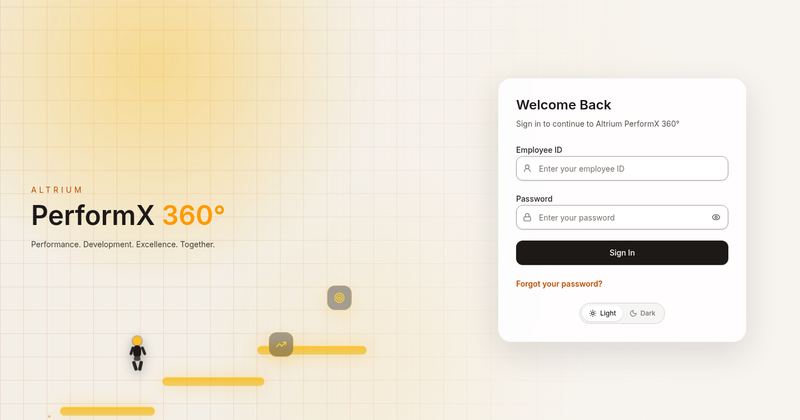 ALTRIUM
PerformX 360°
Performance. Development. Excellence. Together.
Welcome Back
Sign in to continue to Altrium PerformX 360°
Employee ID
Enter your employee ID
Password
Enter your password
Sign In
Forgot your password?
Light Dark